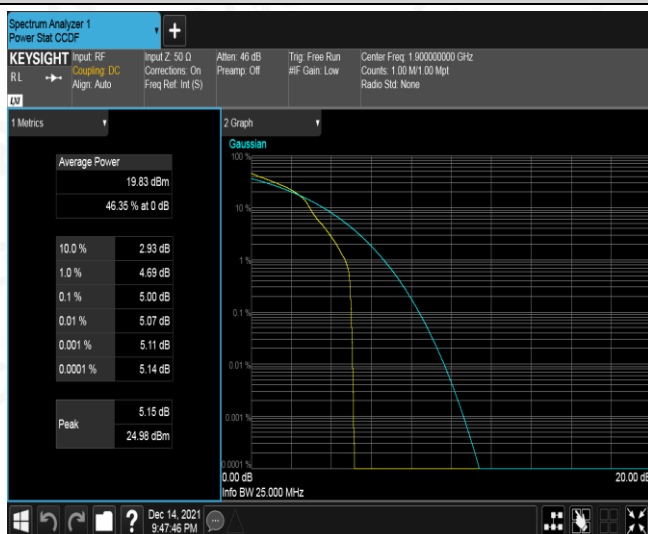 Spectrum Analyzer 1
Power Stat CCDF
+
KEYSIGHT
RL
LXI
Input: RF
Coupling: DC
Align: Auto
Input Z: 50 Ω
Corrections: On
Freq Ref: Int (S)
Atten: 46 dB
Preamp: Off
Trig: Free Run
#IF Gain: Low
Center Freq: 1.900000000 GHz
Counts: 1.00 M/1.00 Mpt
Radio Std: None
1 Metrics
Average Power
19.83 dBm
46.35 % at 0 dB
10.0 % 2.93 dB
1.0 % 4.69 dB
0.1 % 5.00 dB
0.01 % 5.07 dB
0.001 % 5.11 dB
0.0001 % 5.14 dB
Peak
5.15 dB
24.98 dBm
2 Graph
Gaussian
100 %
10 %
1 %
0.1 %
0.01 %
0.001 %
0.0001 %
0.00 dB 20.00 dB
Info BW 25.000 MHz
?
Dec 14, 2021
9:47:46 PM